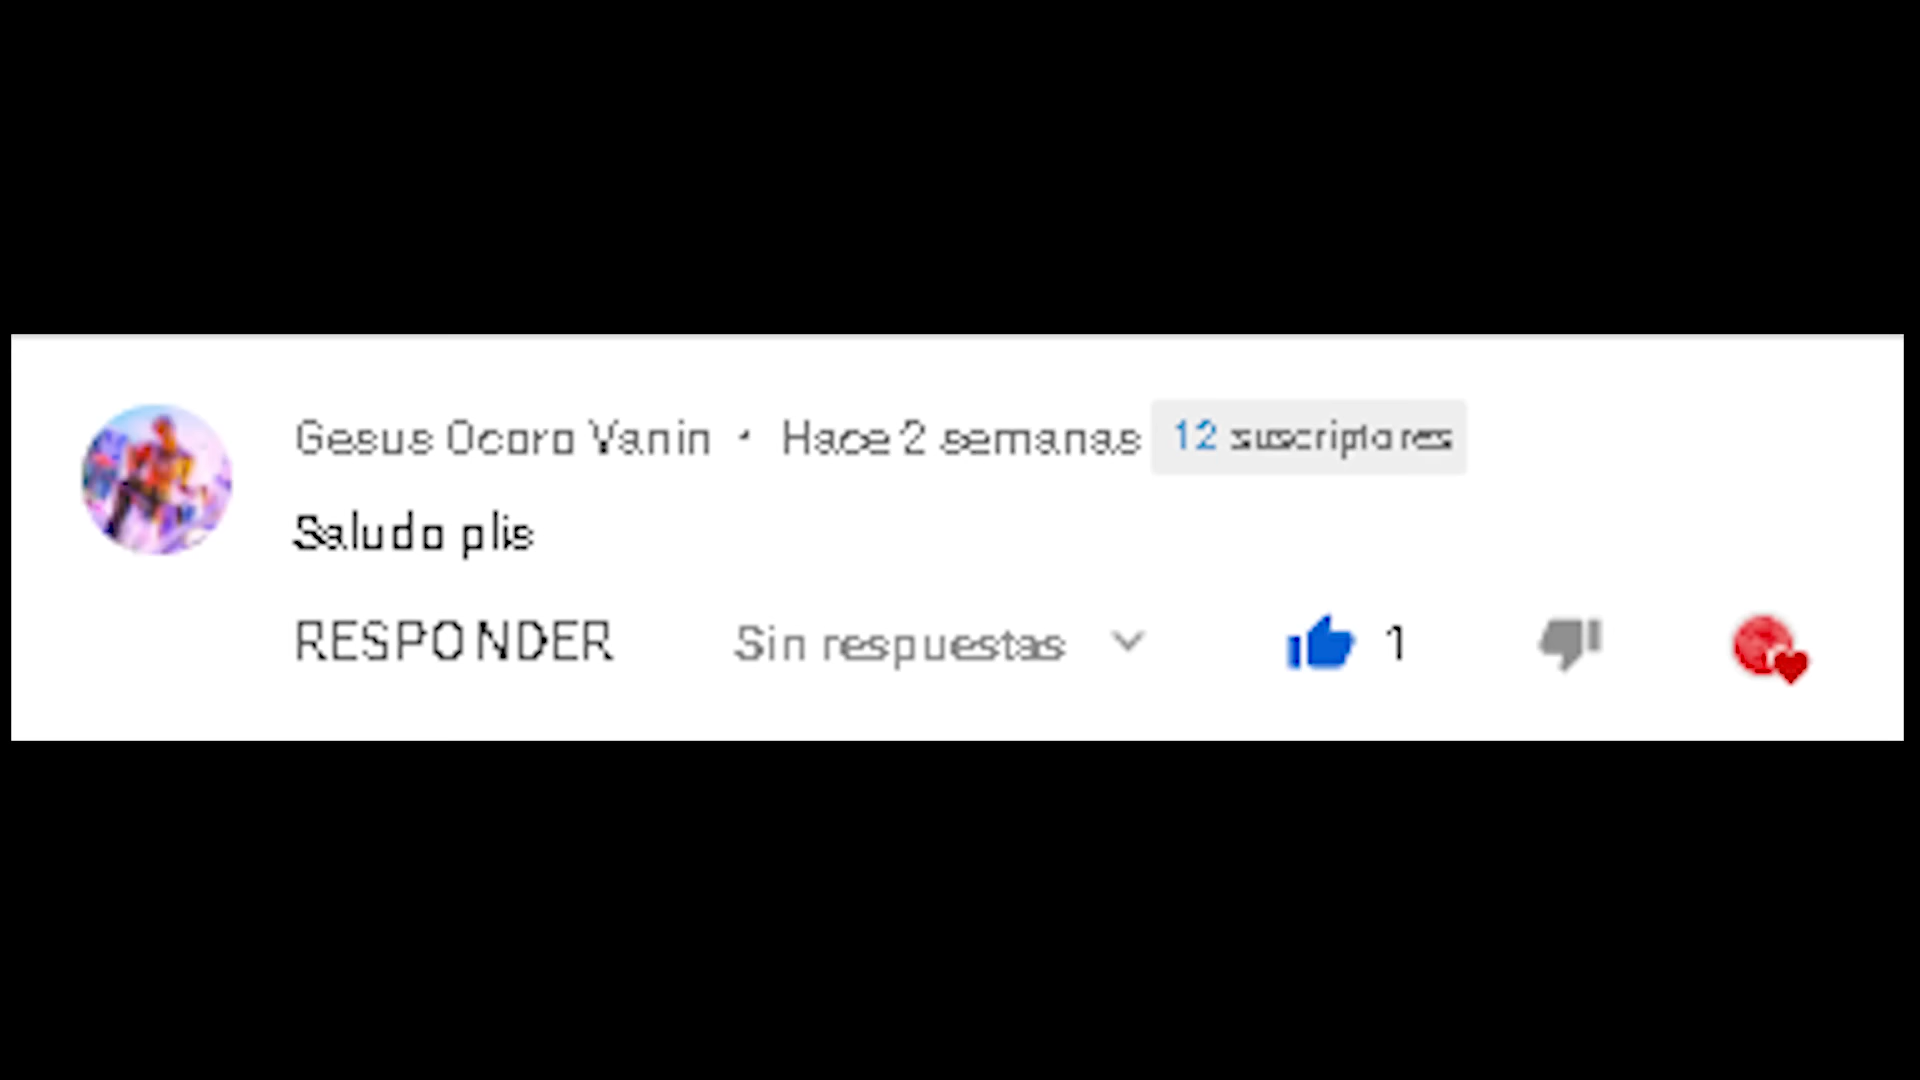 Gesus Ocoro Vanin · Hace 2 semanas 12 suscriptores
Saludo plis
RESPONDER Sin respuestas 1